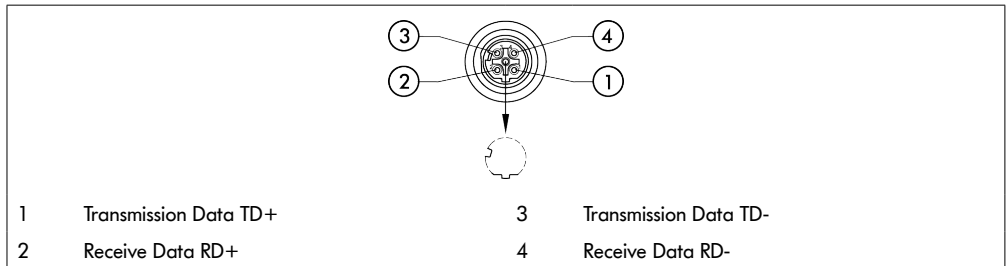 3 4
2 1
1 Transmission Data TD+ 3 Transmission Data TD-
2 Receive Data RD+ 4 Receive Data RD-